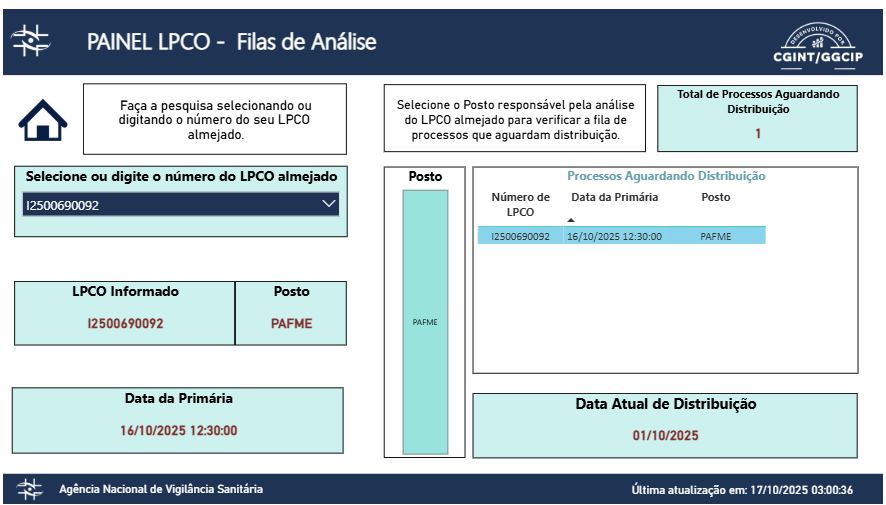 PAINEL LPCO - Filas de Análise
DESENVOLVIDO POR
CGINT/GGCIP
Faça a pesquisa selecionando ou
digitando o número do seu LPCO
almejado.
Selecione o Posto responsável pela análise
do LPCO almejado para verificar a fila de
processos que aguardam distribuição.
Total de Processos Aguardando
Distribuição
1
Selecione ou digite o número do LPCO almejado
I2500690092
LPCO Informado
Posto
I2500690092
PAFME
Data da Primária
16/10/2025 12:30:00
Posto
PAFME
Processos Aguardando Distribuição
Número de
LPCO
Data da Primária
Posto
I2500690092
16/10/2025 12:30:00
PAFME
Data Atual de Distribuição
01/10/2025
Agência Nacional de Vigilância Sanitária
Última atualização em: 17/10/2025 03:00:36